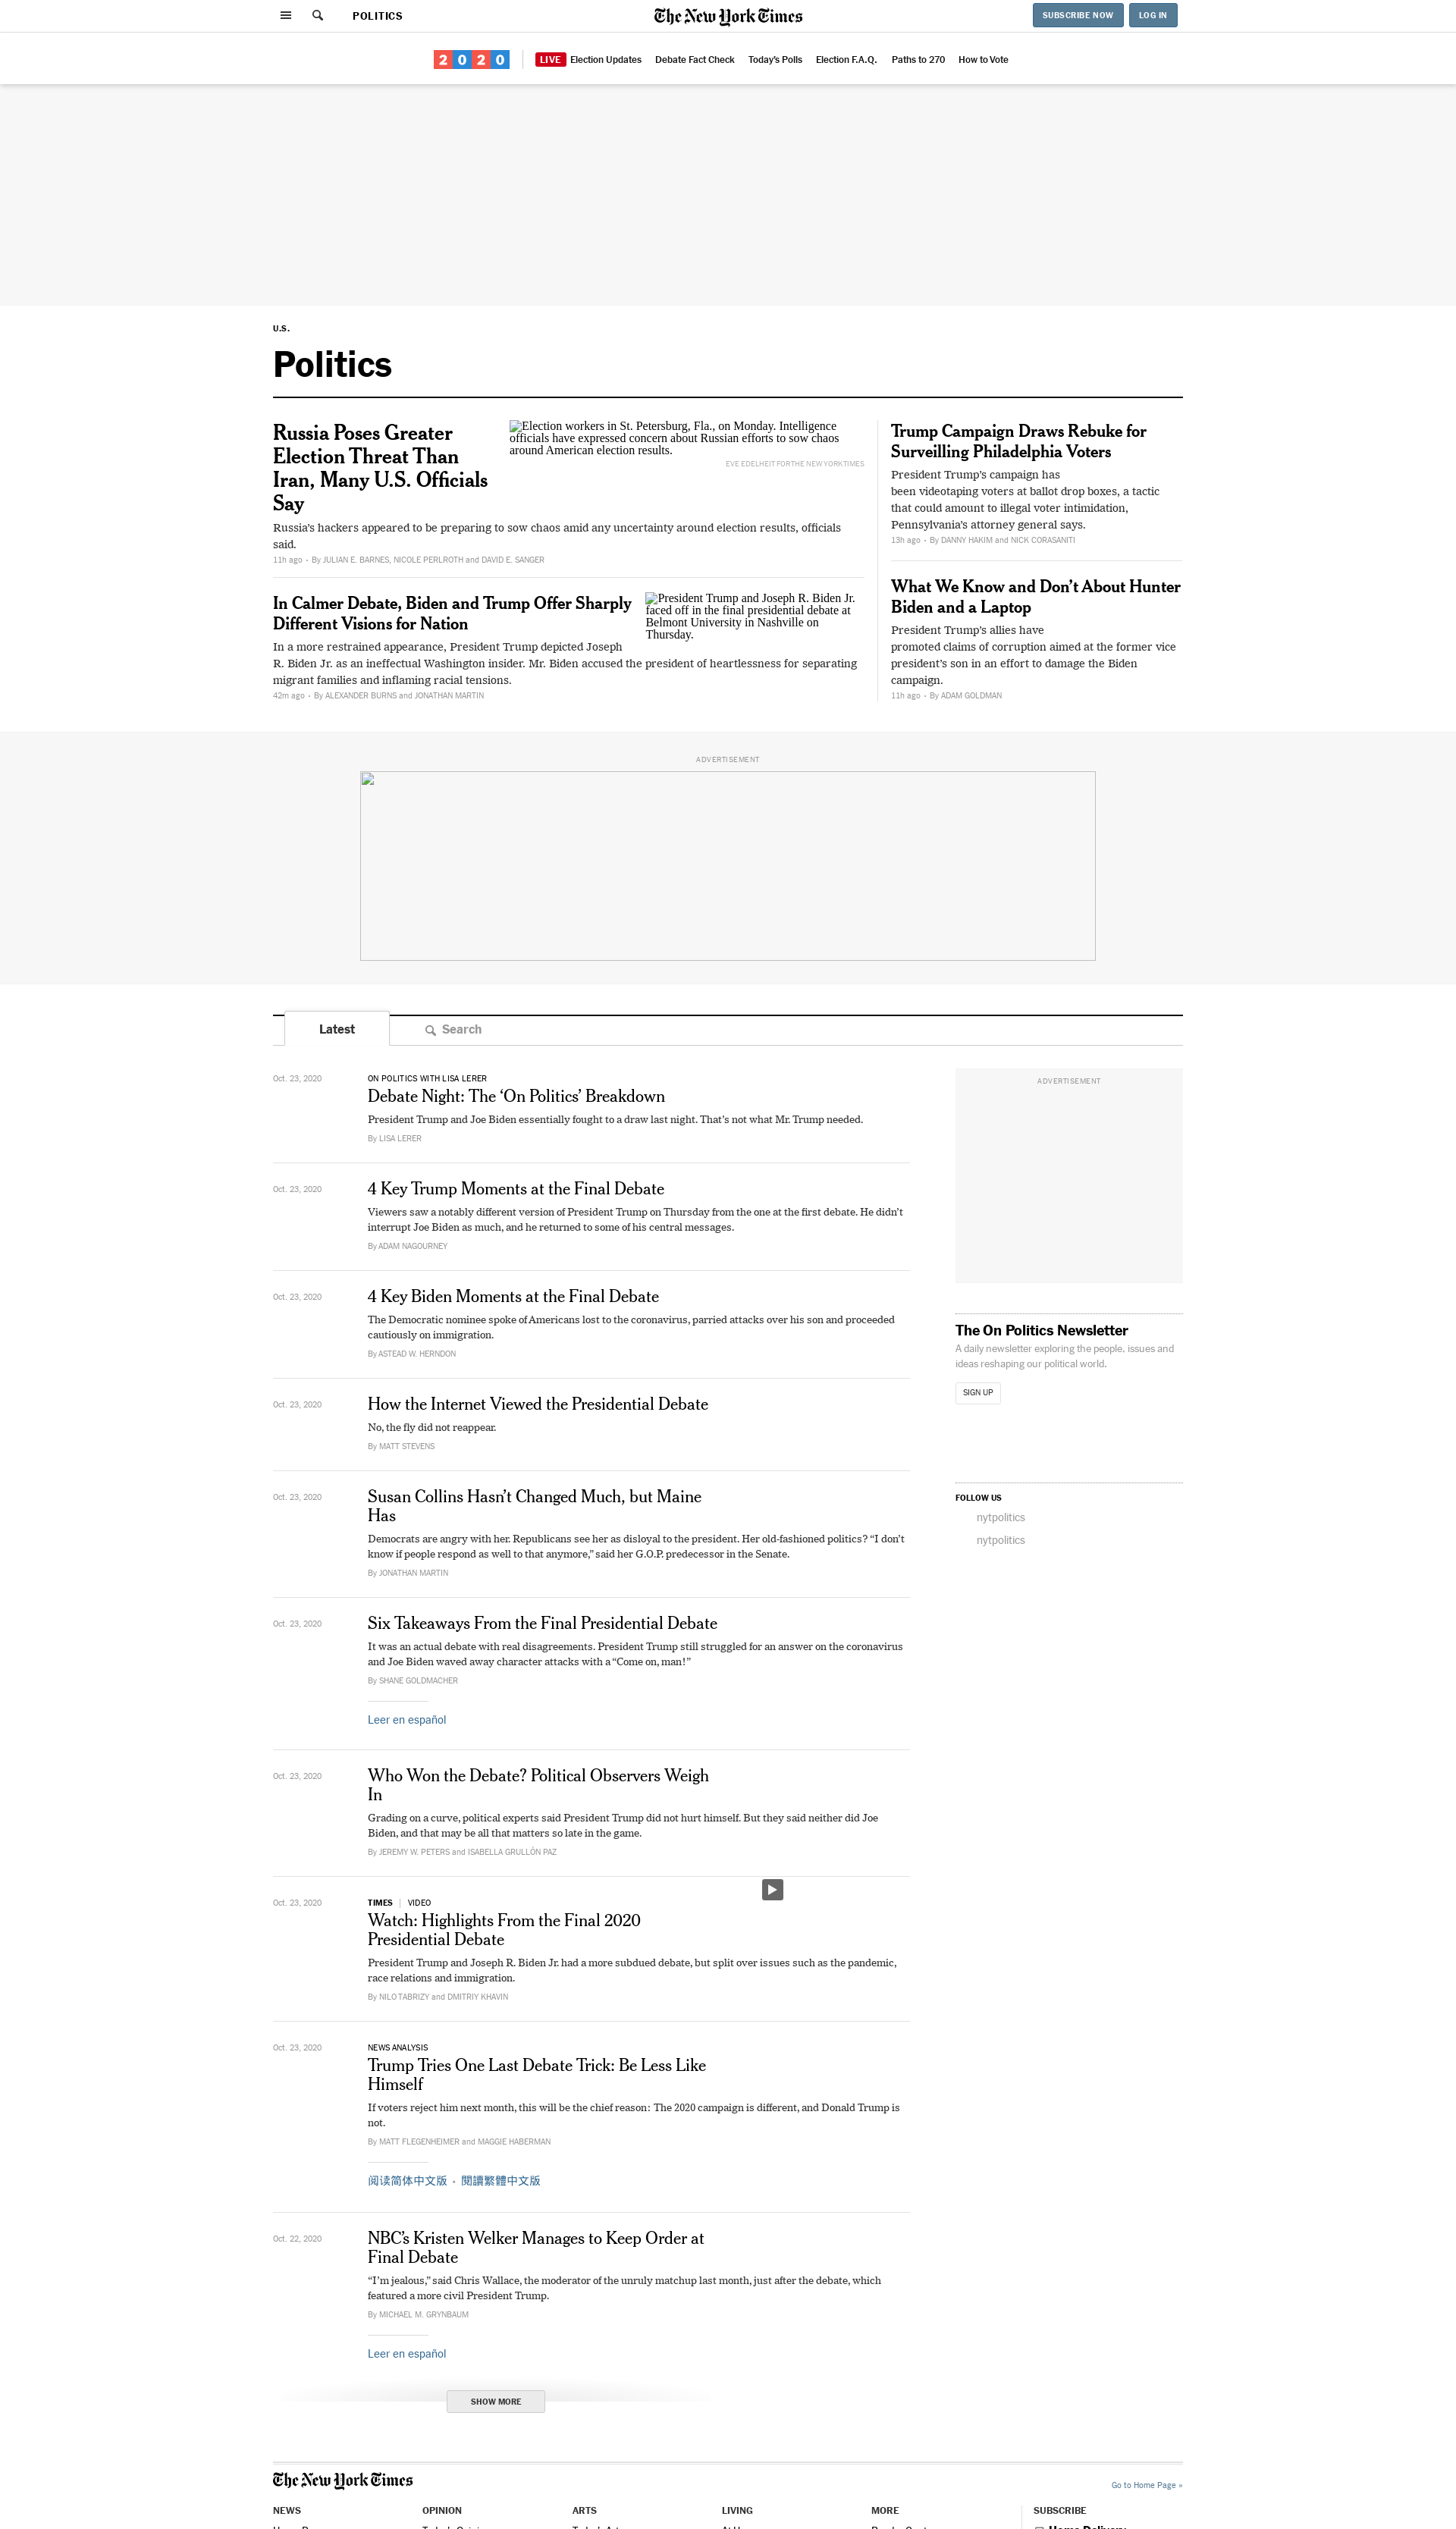 POLITICS
The New York Times
SUBSCRIBE NOW
LOG IN
2020
LIVE Election Updates
Debate Fact Check
Today's Polls
Election F.A.Q.
Paths to 270
How to Vote
U.S.
Politics
Russia Poses Greater
Election Threat Than
Iran, Many U.S. Officials
Say
Election workers in St. Petersburg, Fla., on Monday. Intelligence
officials have expressed concern about Russian efforts to sow chaos
around American election results.
EVE EDELHEIT FOR THE NEW YORK TIMES
Russia's hackers appeared to be preparing to sow chaos amid any uncertainty around election results, officials
said.
11h ago • By JULIAN E. BARNES, NICOLE PERLROTH and DAVID E. SANGER
In Calmer Debate, Biden and Trump Offer Sharply
Different Visions for Nation
President Trump and Joseph R. Biden Jr.
faced off in the final presidential debate at
Belmont University in Nashville on
Thursday.
In a more restrained appearance, President Trump depicted Joseph
R. Biden Jr. as an ineffectual Washington insider. Mr. Biden accused the president of heartlessness for separating
migrant families and inflaming racial tensions.
42m ago • By ALEXANDER BURNS and JONATHAN MARTIN
Trump Campaign Draws Rebuke for
Surveilling Philadelphia Voters
President Trump's campaign has
been videotaping voters at ballot drop boxes, a tactic
that could amount to illegal voter intimidation,
Pennsylvania's attorney general says.
13h ago • By DANNY HAKIM and NICK CORASANITI
What We Know and Don't About Hunter
Biden and a Laptop
President Trump's allies have
promoted claims of corruption aimed at the former vice
president's son in an effort to damage the Biden
campaign.
11h ago • By ADAM GOLDMAN
ADVERTISEMENT
Latest
Search
Oct. 23, 2020
ON POLITICS WITH LISA LERER
Debate Night: The 'On Politics' Breakdown
President Trump and Joe Biden essentially fought to a draw last night. That's not what Mr. Trump needed.
By LISA LERER
Oct. 23, 2020
4 Key Trump Moments at the Final Debate
Viewers saw a notably different version of President Trump on Thursday from the one at the first debate. He didn't
interrupt Joe Biden as much, and he returned to some of his central messages.
By ADAM NAGOURNEY
Oct. 23, 2020
4 Key Biden Moments at the Final Debate
The Democratic nominee spoke of Americans lost to the coronavirus, parried attacks over his son and proceeded
cautiously on immigration.
By ASTEAD W. HERNDON
Oct. 23, 2020
How the Internet Viewed the Presidential Debate
No, the fly did not reappear.
By MATT STEVENS
Oct. 23, 2020
Susan Collins Hasn't Changed Much, but Maine
Has
Democrats are angry with her. Republicans see her as disloyal to the president. Her old-fashioned politics? "I don't
know if people respond as well to that anymore," said her G.O.P. predecessor in the Senate.
By JONATHAN MARTIN
Oct. 23, 2020
Six Takeaways From the Final Presidential Debate
It was an actual debate with real disagreements. President Trump still struggled for an answer on the coronavirus
and Joe Biden waved away character attacks with a "Come on, man!"
By SHANE GOLDMACHER
Leer en español
Oct. 23, 2020
Who Won the Debate? Political Observers Weigh
In
Grading on a curve, political experts said President Trump did not hurt himself. But they said neither did Joe
Biden, and that may be all that matters so late in the game.
By JEREMY W. PETERS and ISABELLA GRULLÓN PAZ
Oct. 23, 2020
TIMES | VIDEO
Watch: Highlights From the Final 2020
Presidential Debate
President Trump and Joseph R. Biden Jr. had a more subdued debate, but split over issues such as the pandemic,
race relations and immigration.
By NILO TABRIZY and DMITRIY KHAVIN
Oct. 23, 2020
NEWS ANALYSIS
Trump Tries One Last Debate Trick: Be Less Like
Himself
If voters reject him next month, this will be the chief reason: The 2020 campaign is different, and Donald Trump is
not.
By MATT FLEGENHEIMER and MAGGIE HABERMAN
阅读简体中文版 • 閱讀繁體中文版
Oct. 22, 2020
NBC's Kristen Welker Manages to Keep Order at
Final Debate
"I'm jealous," said Chris Wallace, the moderator of the unruly matchup last month, just after the debate, which
featured a more civil President Trump.
By MICHAEL M. GRYNBAUM
Leer en español
SHOW MORE
ADVERTISEMENT
The On Politics Newsletter
A daily newsletter exploring the people, issues and
ideas reshaping our political world.
SIGN UP
FOLLOW US
nytpolitics
nytpolitics
The New York Times
Go to Home Page »
NEWS
OPINION
ARTS
LIVING
MORE
SUBSCRIBE